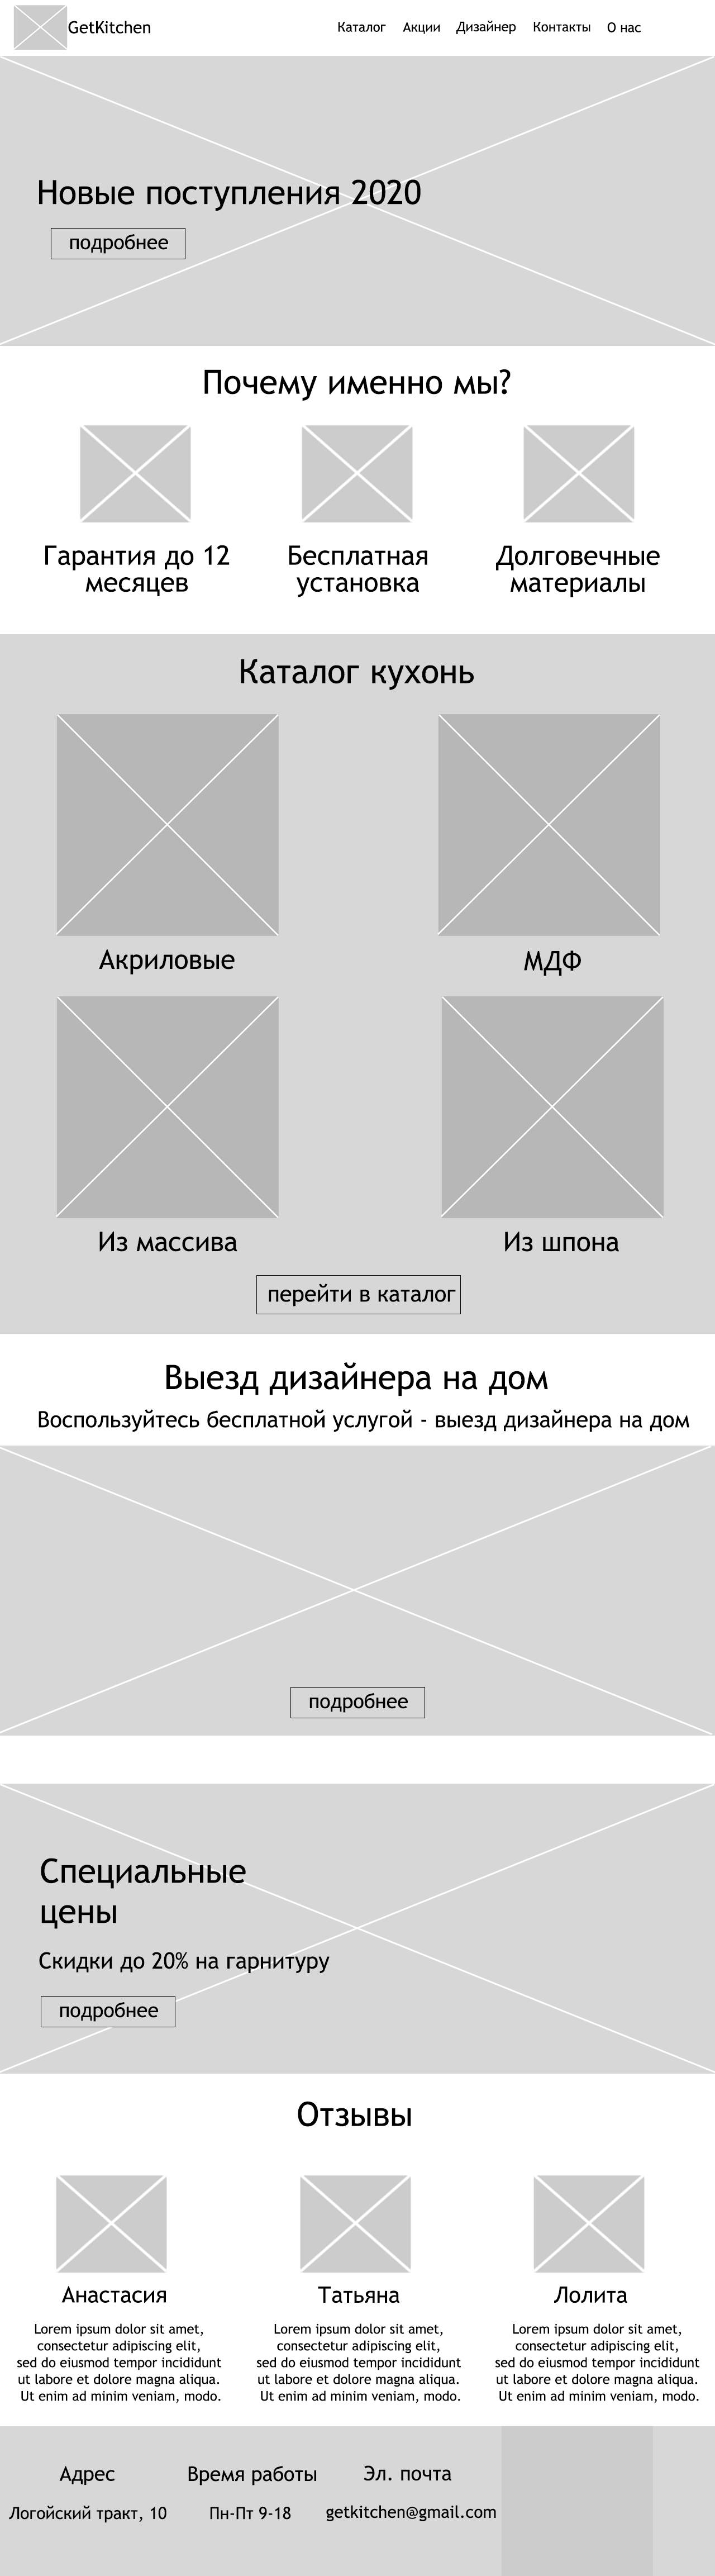 GetKitchen
Каталог Акции Дизайнер Контакты О нас
Новые поступления 2020
подробнее
Почему именно мы?
Гарантия до 12
месяцев
Бесплатная
установка
Долговечные
материалы
Каталог кухонь
Акриловые
МДФ
Из массива
Из шпона
перейти в каталог
Выезд дизайнера на дом
Воспользуйтесь бесплатной услугой - выезд дизайнера на дом
подробнее
Специальные
цены
Скидки до 20% на гарнитуру
подробнее
Отзывы
Анастасия
Lorem ipsum dolor sit amet,
consectetur adipiscing elit,
sed do eiusmod tempor incididunt
ut labore et dolore magna aliqua.
Ut enim ad minim veniam, modo.
Татьяна
Lorem ipsum dolor sit amet,
consectetur adipiscing elit,
sed do eiusmod tempor incididunt
ut labore et dolore magna aliqua.
Ut enim ad minim veniam, modo.
Лолита
Lorem ipsum dolor sit amet,
consectetur adipiscing elit,
sed do eiusmod tempor incididunt
ut labore et dolore magna aliqua.
Ut enim ad minim veniam, modo.
Адрес
Логойский тракт, 10
Время работы
Пн-Пт 9-18
Эл. почта
getkitchen@gmail.com